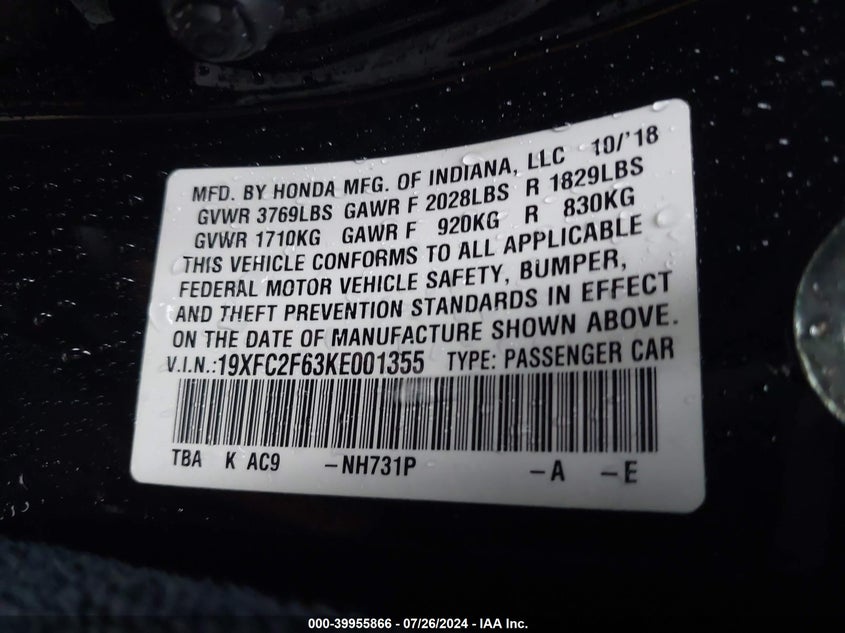 MFD. BY HONDA MFG. OF INDIANA, LLC 10/'18
GVWR 3769LBS GAWR F 2028LBS R 1829LBS
GVWR 1710KG GAWR F 920KG R 830KG
THIS VEHICLE CONFORMS TO ALL APPLICABLE
FEDERAL MOTOR VEHICLE SAFETY, BUMPER,
AND THEFT PREVENTION STANDARDS IN EFFECT
ON THE DATE OF MANUFACTURE SHOWN ABOVE.
V.I.N.:19XFC2F63KE001355 TYPE: PASSENGER CAR
TBA K AC9 –NH731P –A –E
000-39955866 - 07/26/2024 - IAA Inc.